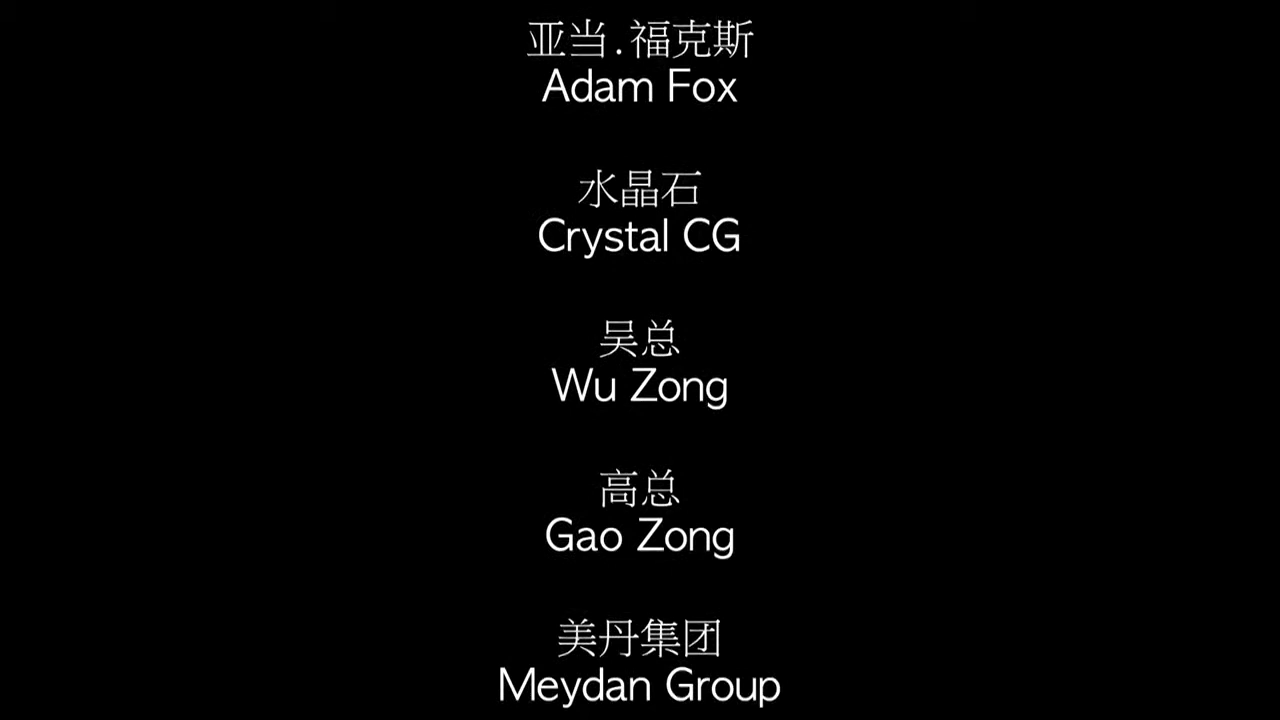 亚当.福克斯
Adam Fox
水晶石
Crystal CG
吴总
Wu Zong
高总
Gao Zong
美丹集团
Meydan Group